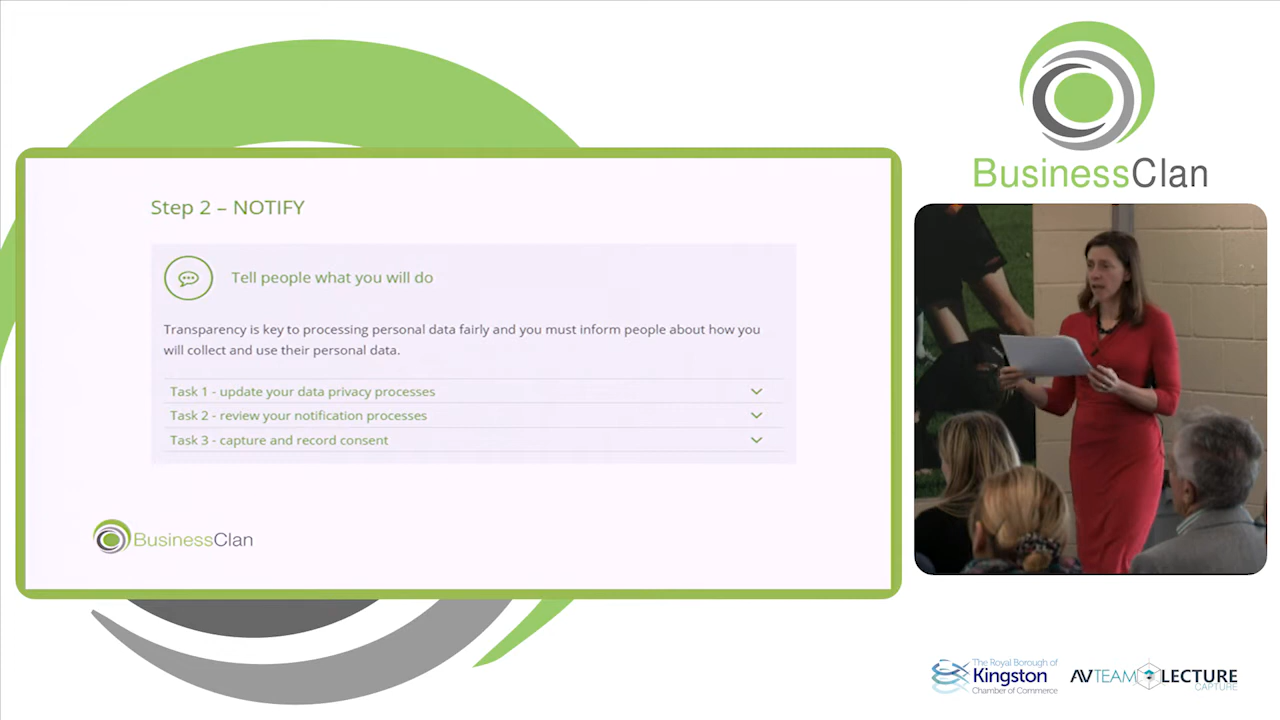 BusinessClan
Step 2 – NOTIFY
Tell people what you will do
Transparency is key to processing personal data fairly and you must inform people about how you
will collect and use their personal data.
Task 1 - update your data privacy processes
Task 2 - review your notification processes
Task 3 - capture and record consent
BusinessClan
The Royal Borough of
Kingston
Chamber of Commerce
AVTEAM LECTURE
CAPTURE